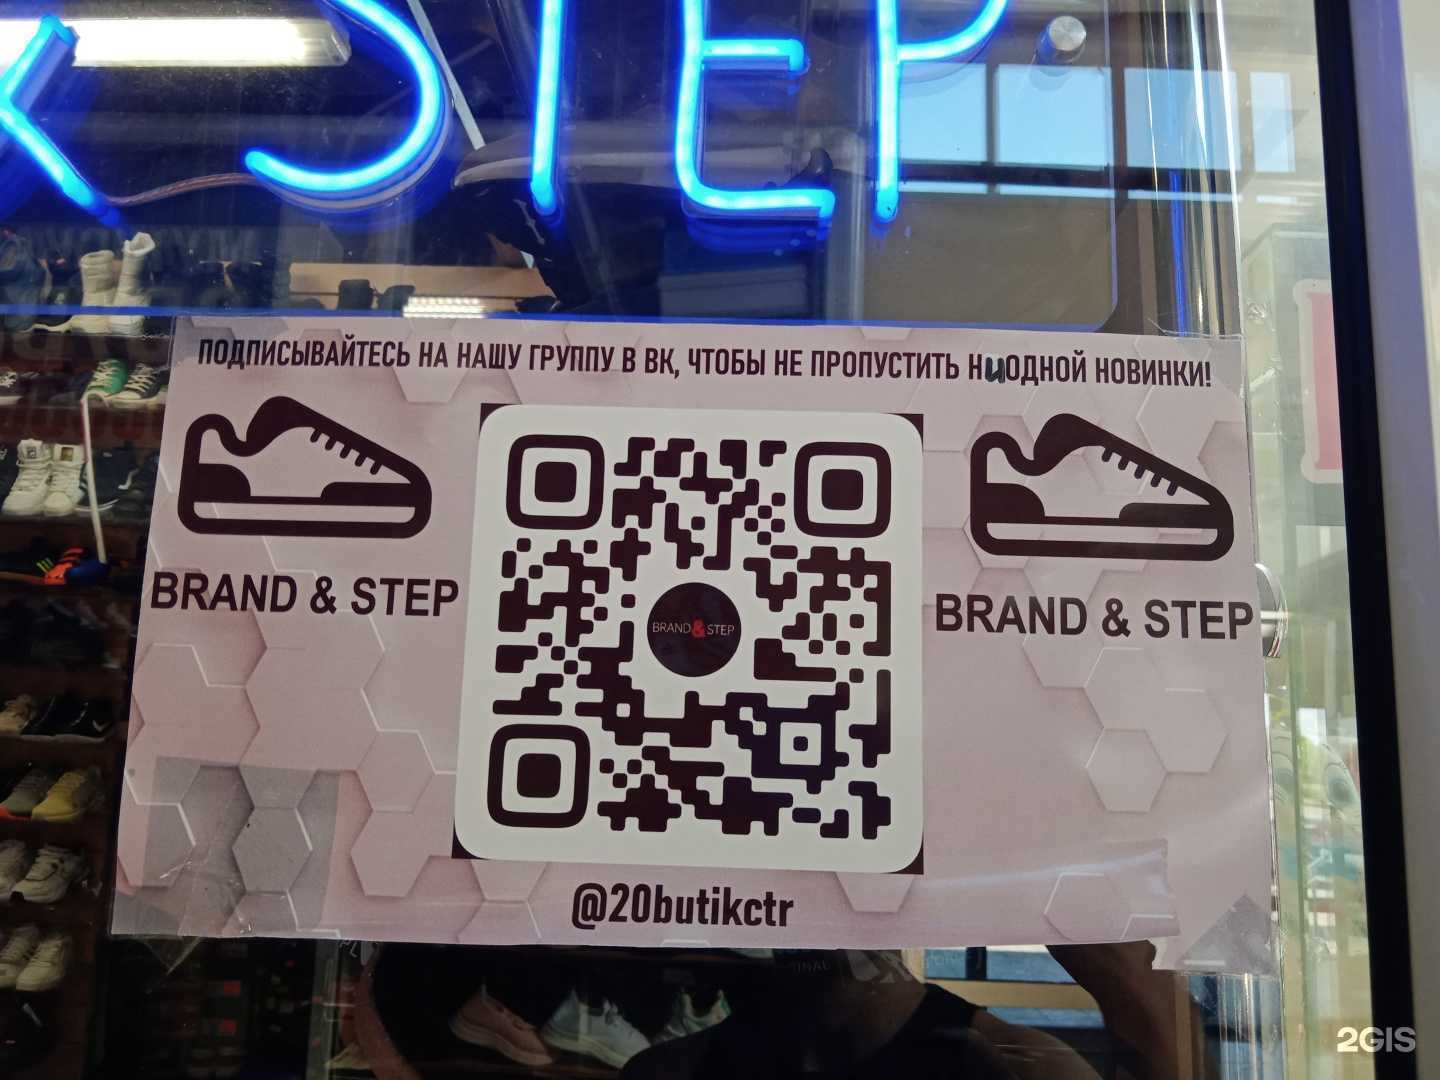 & STEP
ПОДПИСЫВАЙТЕСЬ НА НАШУ ГРУППУ В ВК, ЧТОБЫ НЕ ПРОПУСТИТЬ НИ ОДНОЙ НОВИНКИ!
BRAND & STEP
BRAND & STEP
BRAND & STEP
@20butikctr
2GIS